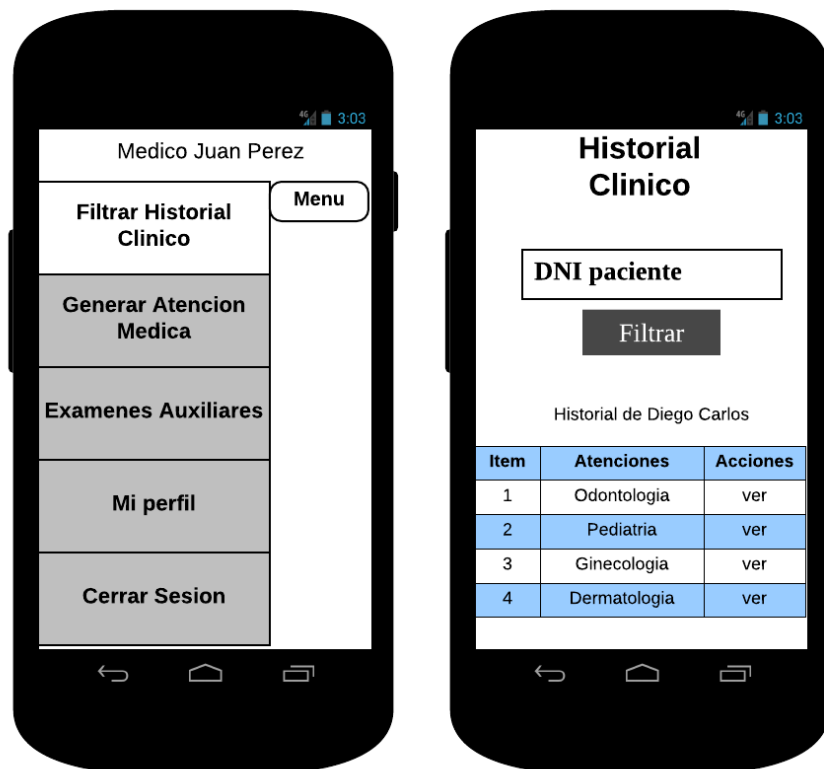 4G 3:03
Medico Juan Perez
Filtrar Historial
Clinico
Menu
Generar Atencion
Medica
Examenes Auxiliares
Mi perfil
Cerrar Sesion
4G 3:03
Historial
Clinico
DNI paciente
Filtrar
Historial de Diego Carlos
Item Atenciones Acciones
1 Odontologia ver
2 Pediatria ver
3 Ginecologia ver
4 Dermatologia ver